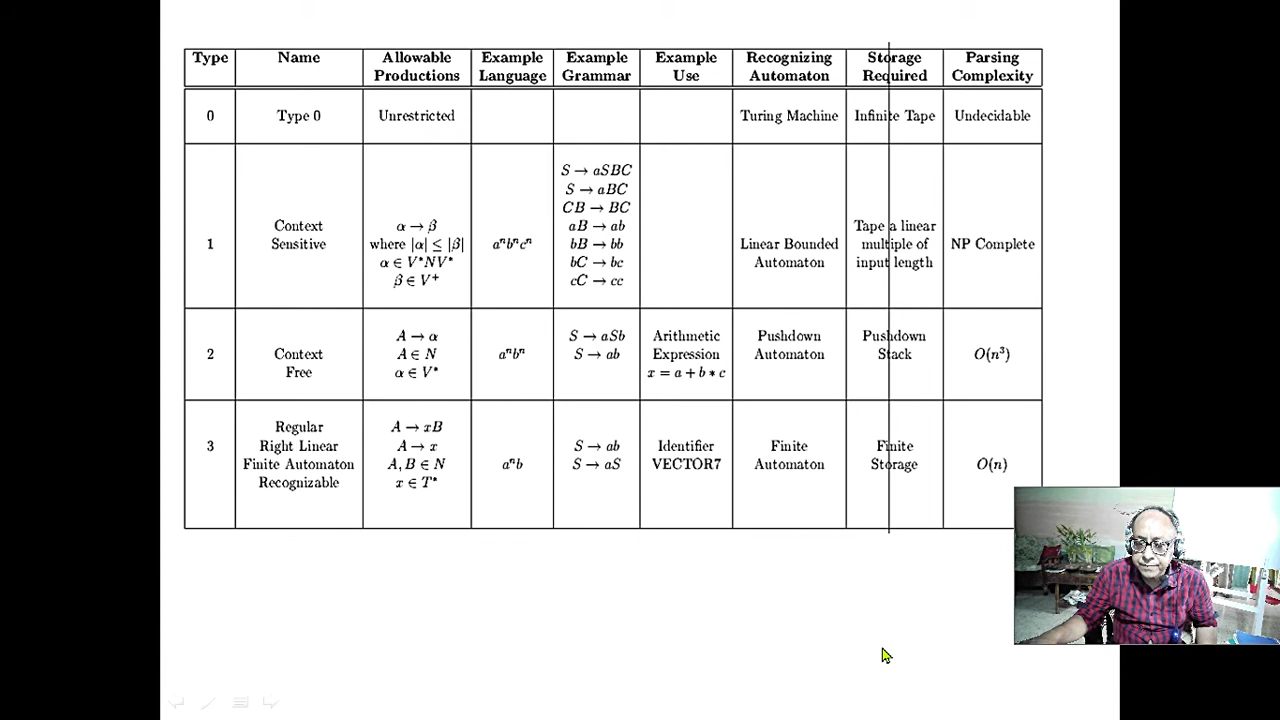 Type Name Allowable Productions Example Language Example Grammar Example Use Recognizing Automaton Storage Required Parsing Complexity
0 Type 0 Unrestricted Turing Machine Infinite Tape Undecidable
S → aSBC
S → aBC
CB → BC
Context α → β aB → ab Tape a linear
1 Sensitive where |α| ≤ |β| aⁿbⁿcⁿ bB → bb Linear Bounded multiple of NP Complete
α ∈ V*NV* bC → bc Automaton input length
β ∈ V⁺ cC → cc
A → α S → aSb Arithmetic Pushdown Pushdown
2 Context A ∈ N aⁿbⁿ S → ab Expression Automaton Stack O(n³)
Free α ∈ V* x = a + b * c
Regular A → xB
3 Right Linear A → x S → ab Identifier Finite Finite
Finite Automaton A, B ∈ N aⁿb S → aS VECTOR7 Automaton Storage O(n)
Recognizable x ∈ T*